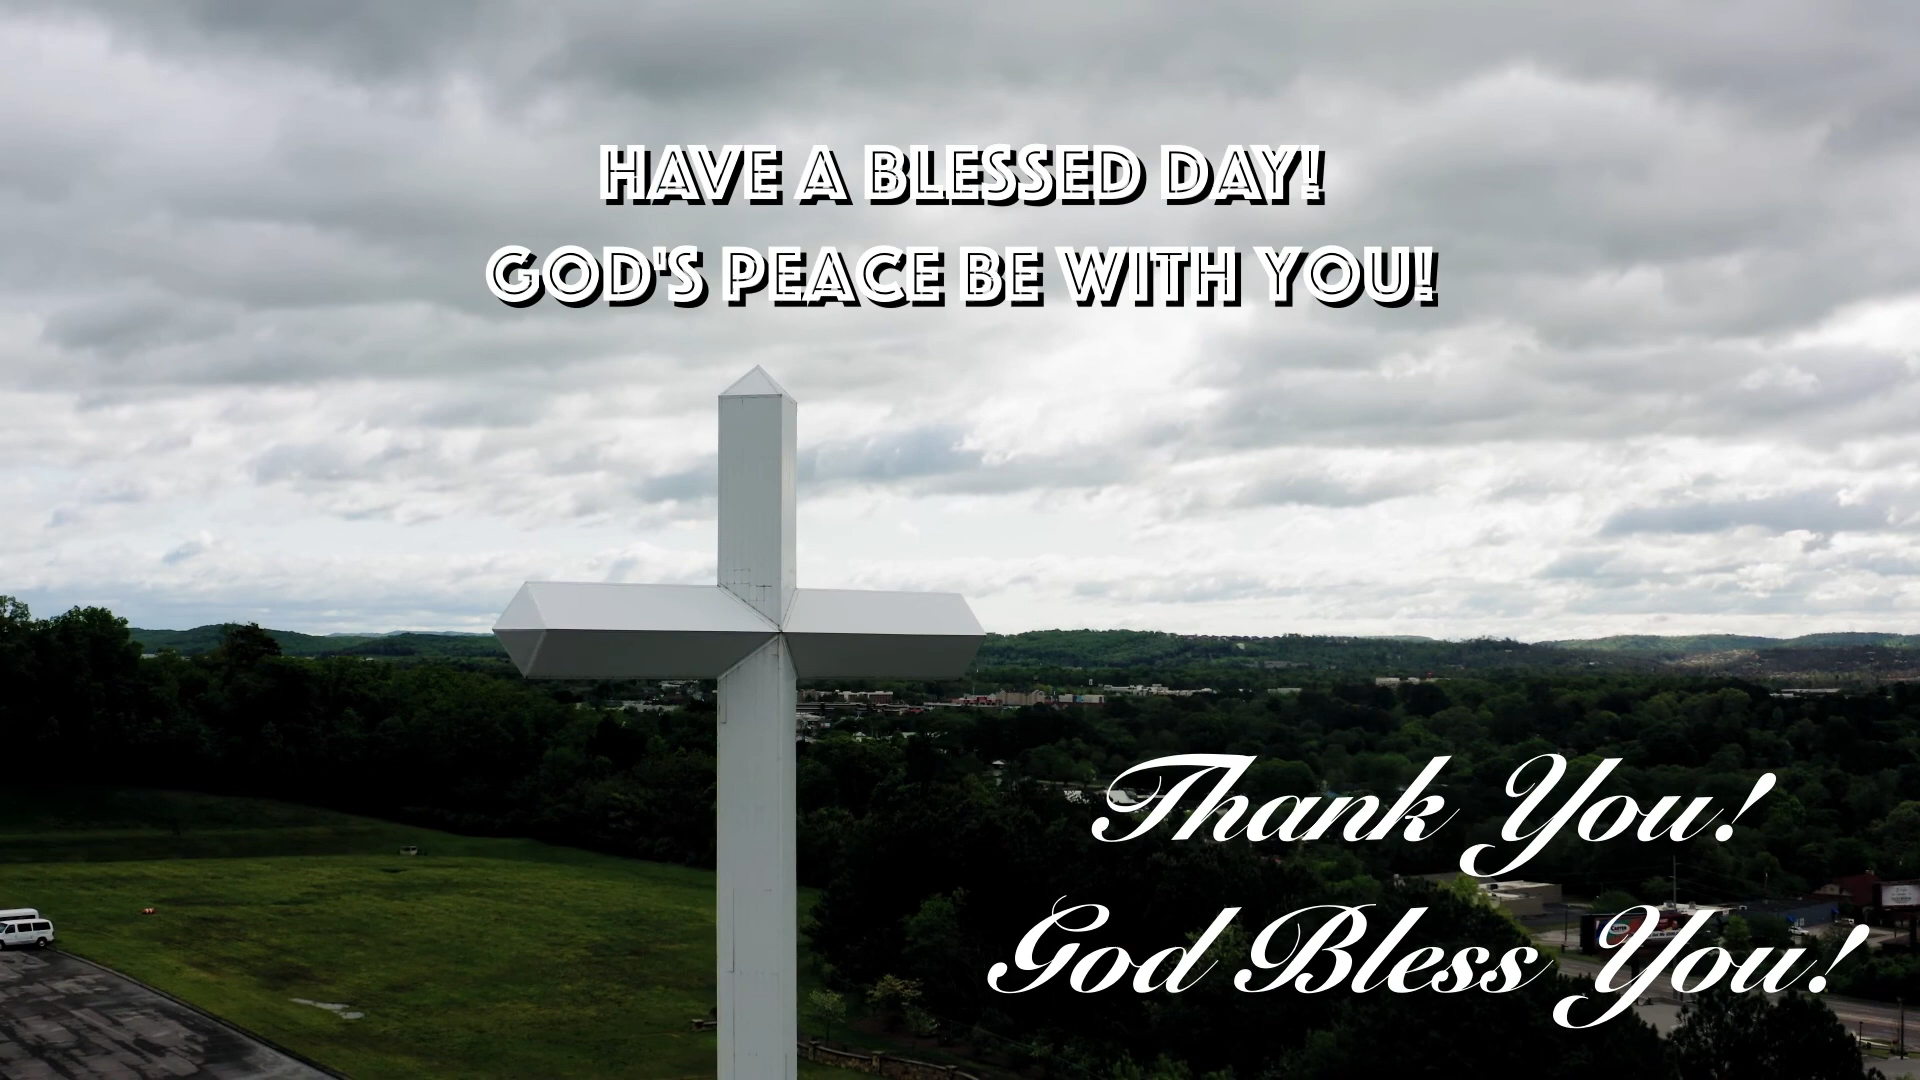 HAVE A BLESSED DAY!
GOD'S PEACE BE WITH YOU!
Thank You!
God Bless You!